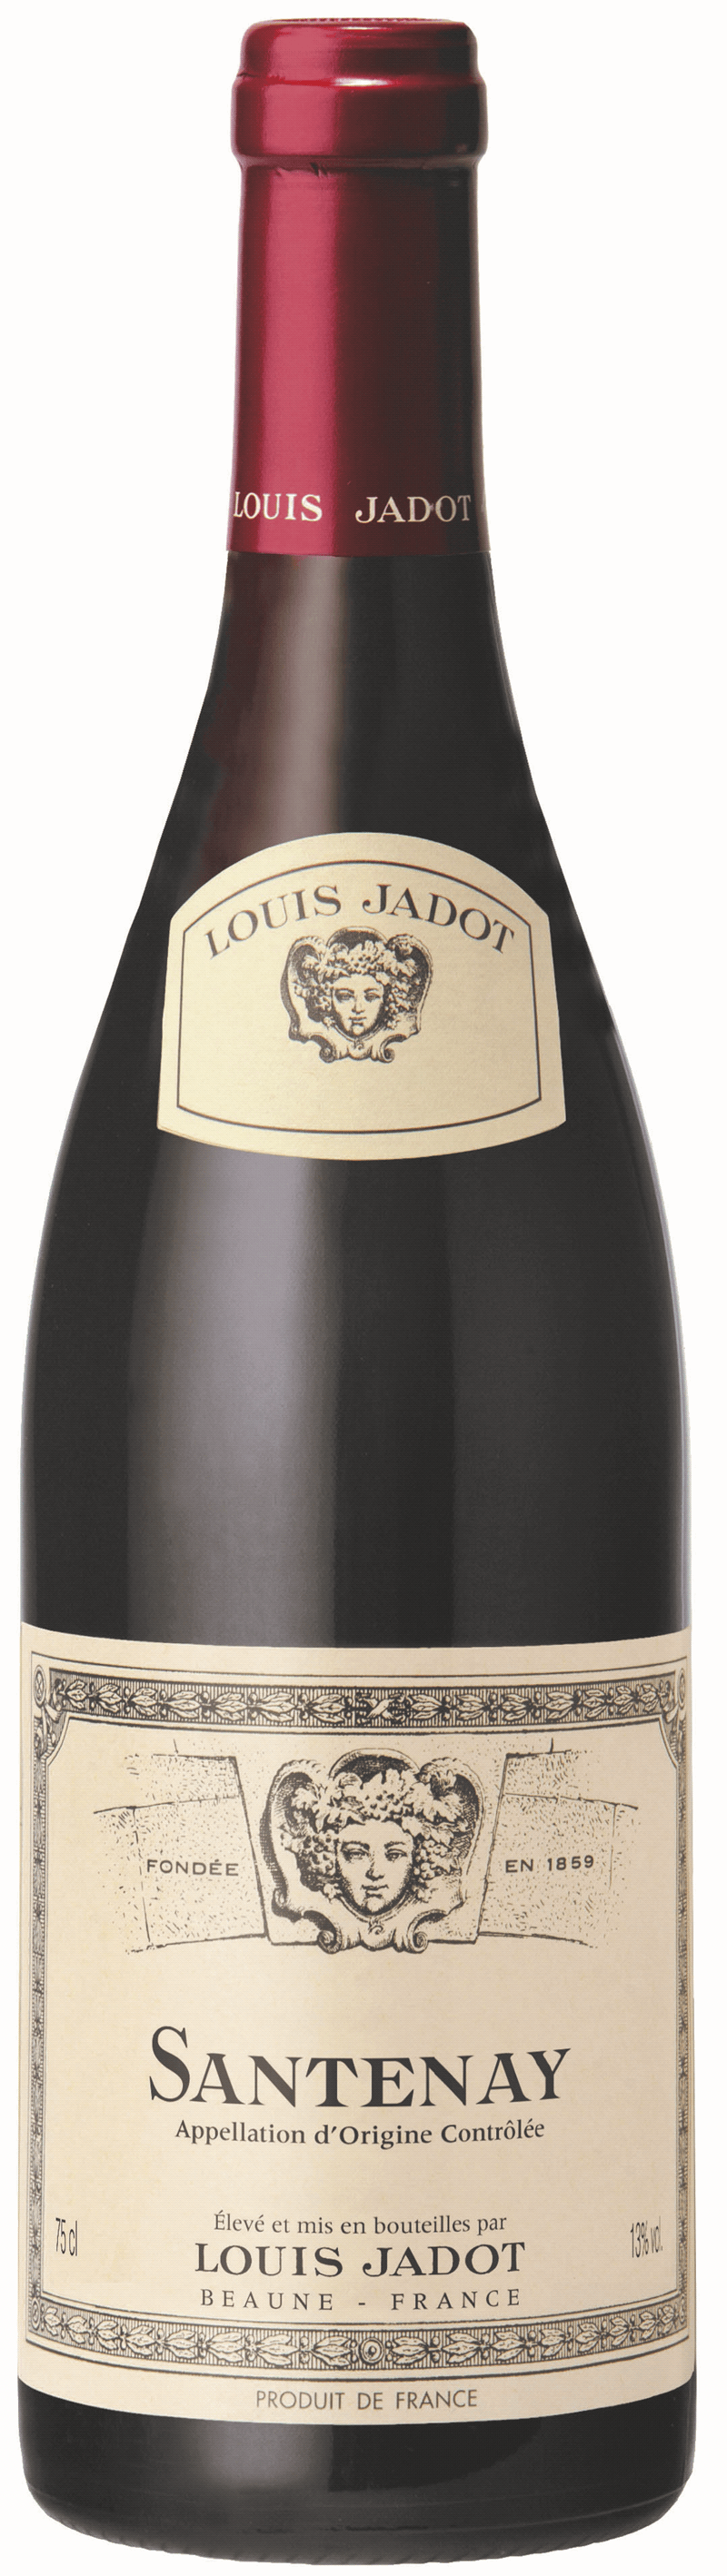 LOUIS JADOT
LOUIS JADOT
FONDÉE EN 1859
SANTENAY
Appellation d'Origine Contrôlée
75 cl
13% vol.
Élevé et mis en bouteilles par
LOUIS JADOT
BEAUNE - FRANCE
PRODUIT DE FRANCE